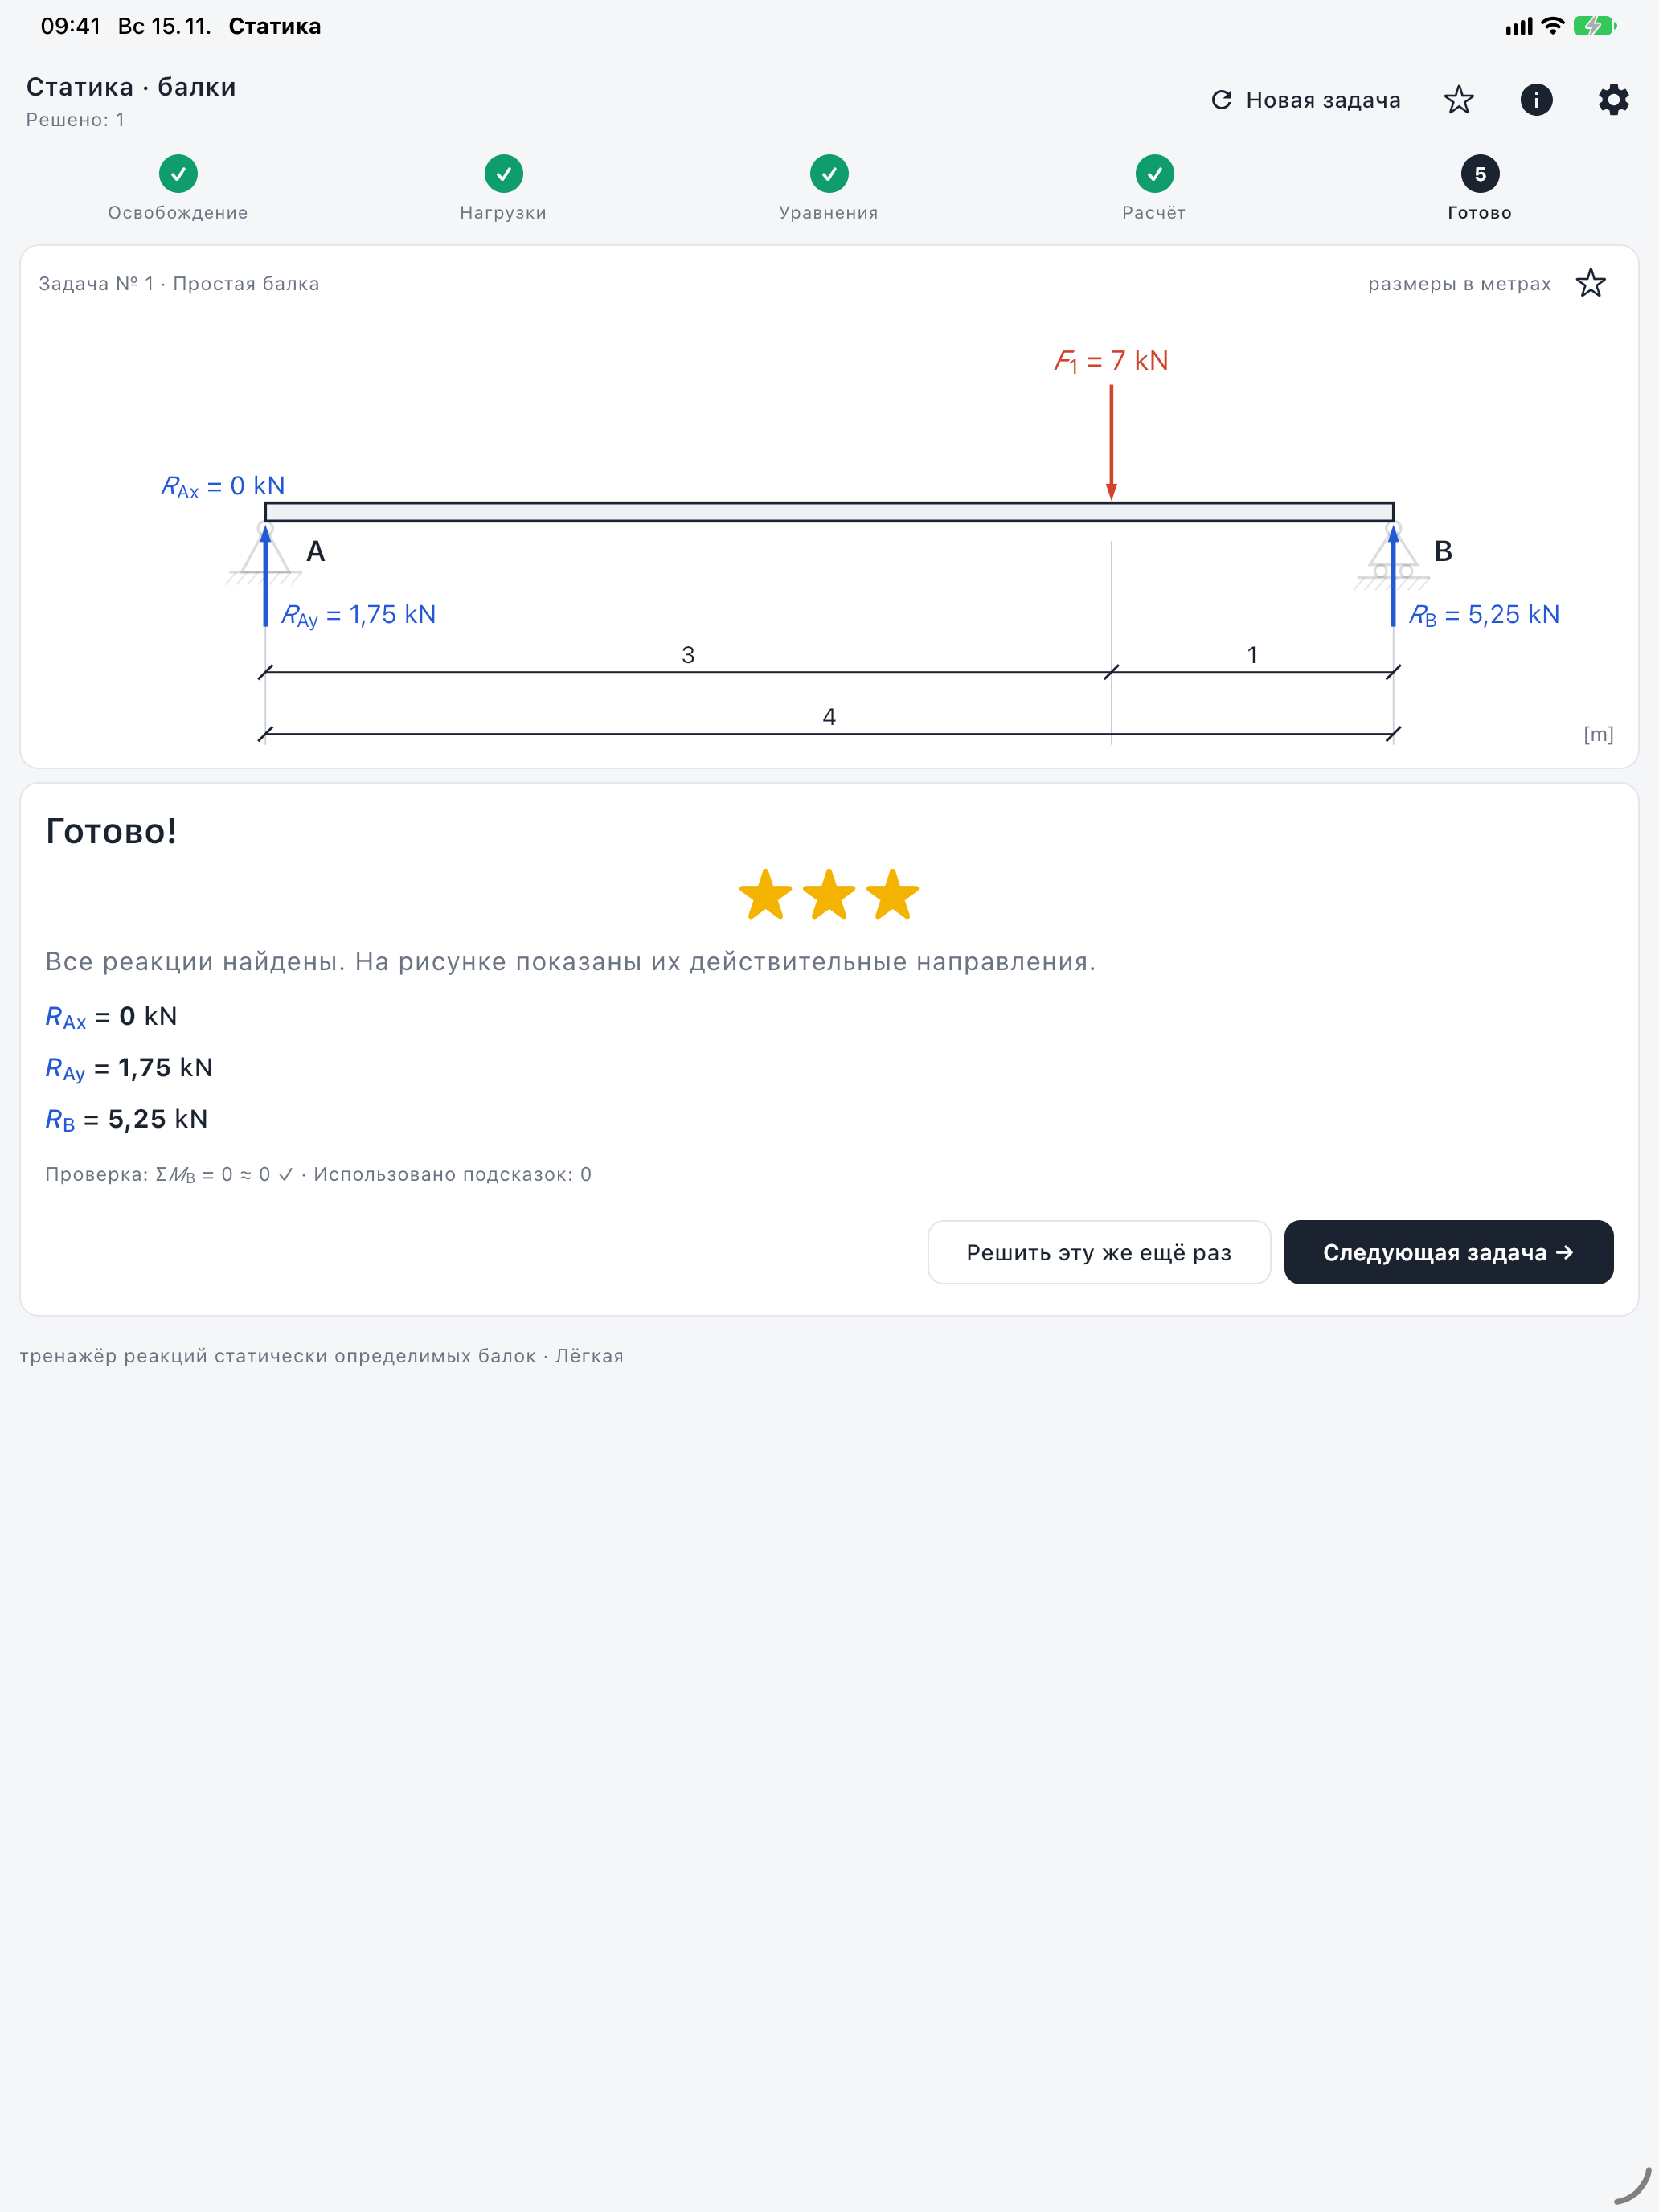 09:41 Вс 15.11. Статика
Статика · балки
Решено: 1
Новая задача
Освобождение
Нагрузки
Уравнения
Расчёт
5
Готово
Задача № 1 · Простая балка
размеры в метрах
F1 = 7 kN
RAx = 0 kN
A
B
RAy = 1,75 kN
RB = 5,25 kN
3
1
4
[m]
Готово!
Все реакции найдены. На рисунке показаны их действительные направления.
RAx = 0 kN
RAy = 1,75 kN
RB = 5,25 kN
Проверка: ΣMB = 0 ≈ 0 ✓ · Использовано подсказок: 0
Решить эту же ещё раз
Следующая задача →
тренажёр реакций статически определимых балок · Лёгкая